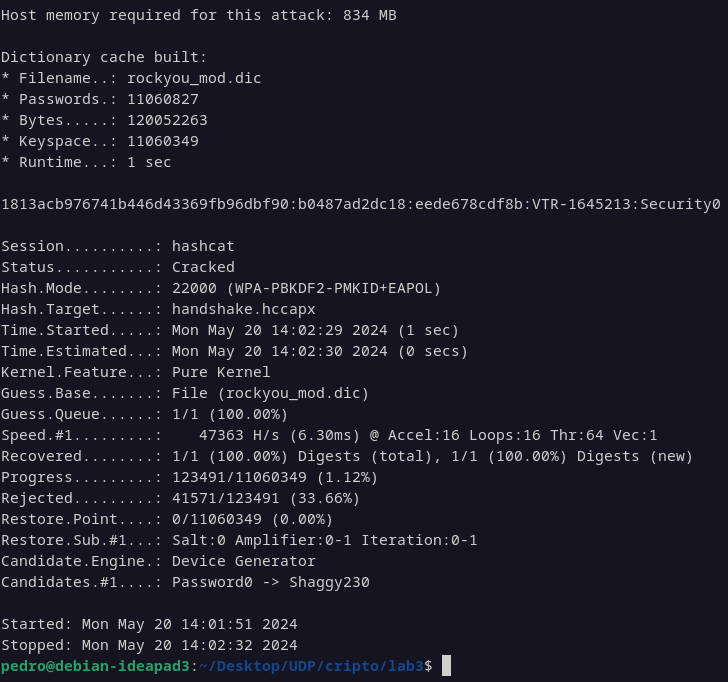 Host memory required for this attack: 834 MB

Dictionary cache built:
* Filename..: rockyou_mod.dic
* Passwords.: 11060827
* Bytes.....: 120052263
* Keyspace..: 11060349
* Runtime...: 1 sec

1813acb976741b446d43369fb96dbf90:b0487ad2dc18:eede678cdf8b:VTR-1645213:Security0

Session..........: hashcat
Status...........: Cracked
Hash.Mode........: 22000 (WPA-PBKDF2-PMKID+EAPOL)
Hash.Target......: handshake.hccapx
Time.Started.....: Mon May 20 14:02:29 2024 (1 sec)
Time.Estimated...: Mon May 20 14:02:30 2024 (0 secs)
Kernel.Feature...: Pure Kernel
Guess.Base.......: File (rockyou_mod.dic)
Guess.Queue......: 1/1 (100.00%)
Speed.#1.........:    47363 H/s (6.30ms) @ Accel:16 Loops:16 Thr:64 Vec:1
Recovered........: 1/1 (100.00%) Digests (total), 1/1 (100.00%) Digests (new)
Progress.........: 123491/11060349 (1.12%)
Rejected.........: 41571/123491 (33.66%)
Restore.Point....: 0/11060349 (0.00%)
Restore.Sub.#1...: Salt:0 Amplifier:0-1 Iteration:0-1
Candidate.Engine.: Device Generator
Candidates.#1....: Password0 -> Shaggy230

Started: Mon May 20 14:01:51 2024
Stopped: Mon May 20 14:02:32 2024
pedro@debian-ideapad3:~/Desktop/UDP/cripto/lab3$